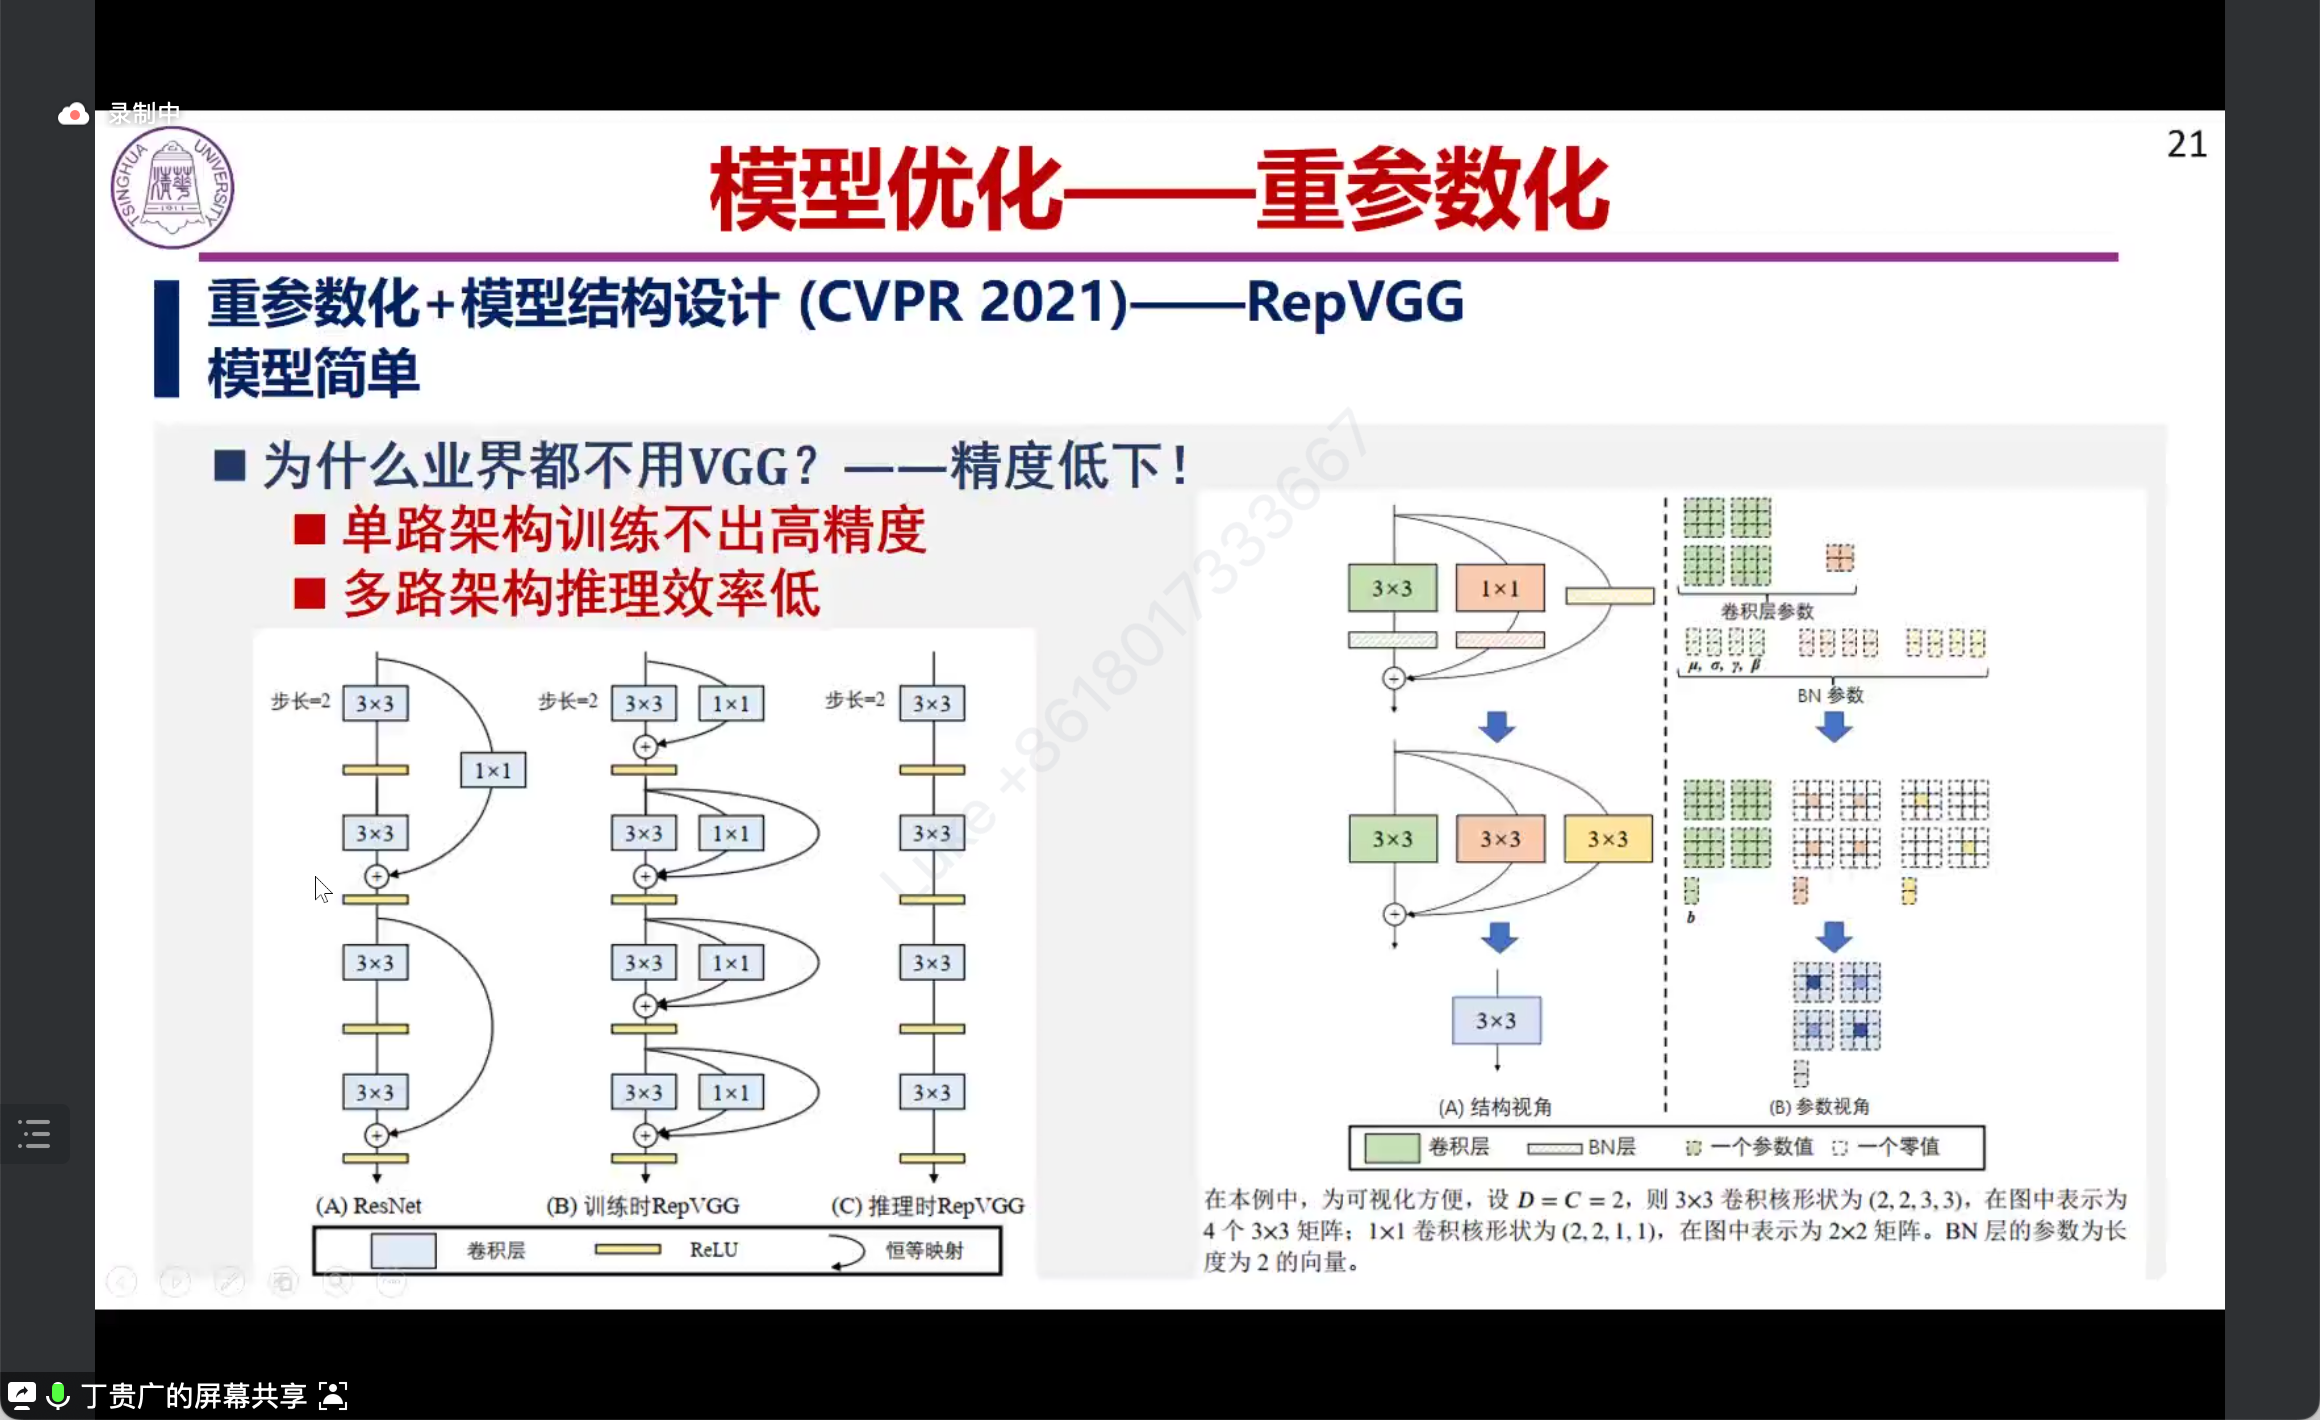 录制中
TSINGHUA UNIVERSITY
1911
21
模型优化——重参数化
重参数化+模型结构设计 (CVPR 2021)——RepVGG
模型简单
■ 为什么业界都不用VGG？——精度低下！
■ 单路架构训练不出高精度
■ 多路架构推理效率低
步长=2
3×3
1×1
3×3
3×3
3×3
(A) ResNet
步长=2
3×3 1×1
3×3 1×1
3×3 1×1
3×3 1×1
(B) 训练时RepVGG
步长=2
3×3
3×3
3×3
3×3
(C) 推理时RepVGG
卷积层 ReLU 恒等映射
3×3 1×1
3×3 3×3 3×3
3×3
(A) 结构视角
卷积层参数
μ, σ, γ, β
BN 参数
b
(B) 参数视角
卷积层 BN层 一个参数值 一个零值
在本例中，为可视化方便，设 D = C = 2，则 3×3 卷积核形状为 (2, 2, 3, 3)，在图中表示为
4 个 3×3 矩阵；1×1 卷积核形状为 (2, 2, 1, 1)，在图中表示为 2×2 矩阵。BN 层的参数为长
度为 2 的向量。
Luke +8618017333667
丁贵广的屏幕共享